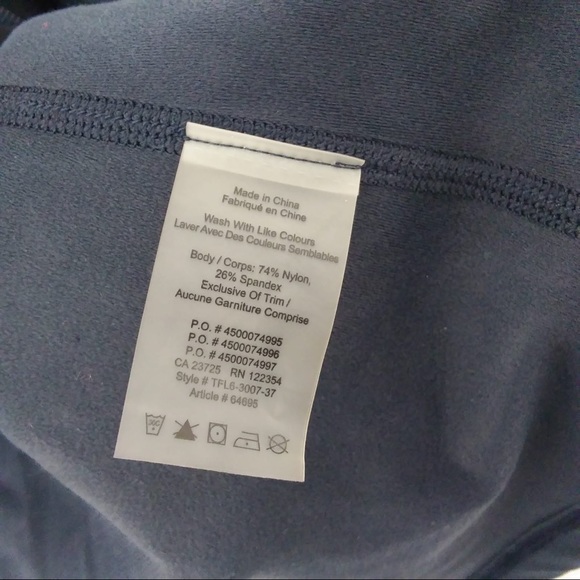 Made in China
Fabriqué en Chine
Wash With Like Colours
Laver Avec Des Couleurs Semblables
Body / Corps: 74% Nylon,
26% Spandex
Exclusive Of Trim /
Aucune Garniture Comprise
P.O. # 4500074995
P.O. # 4500074996
P.O. # 4500074997
CA 23725 RN 122354
Style # TFL6-3007-37
Article # 64695